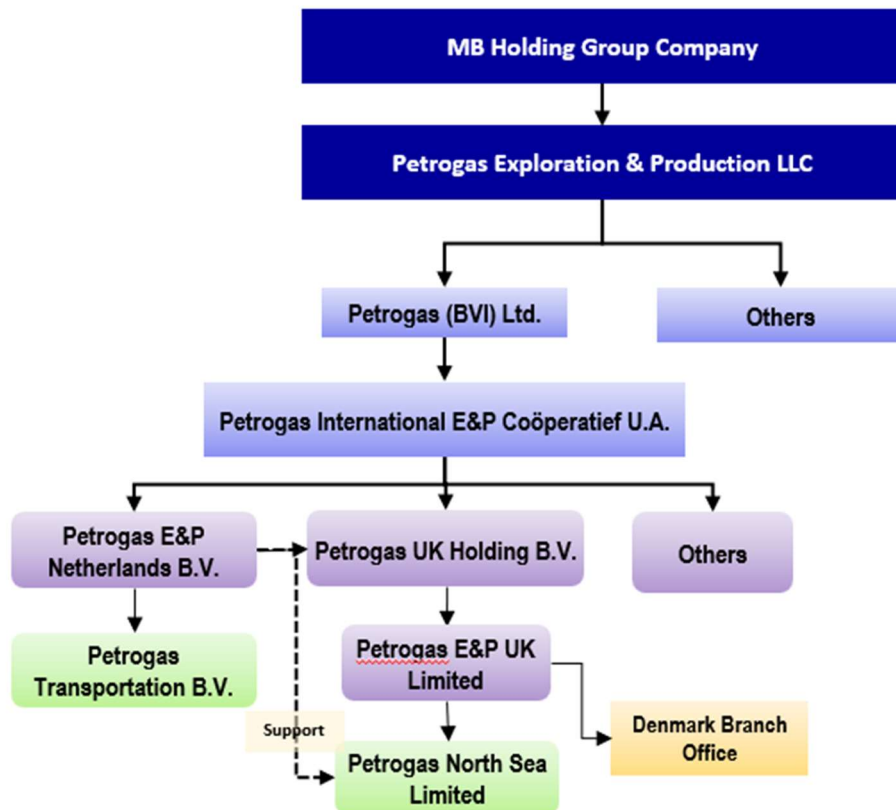 MB Holding Group Company
Petrogas Exploration & Production LLC
Petrogas (BVI) Ltd.
Others
Petrogas International E&P Coöperatief U.A.
Petrogas E&P
Netherlands B.V.
Petrogas UK Holding B.V.
Others
Petrogas
Transportation B.V.
Petrogas E&P UK
Limited
Support
Denmark Branch
Office
Petrogas North Sea
Limited